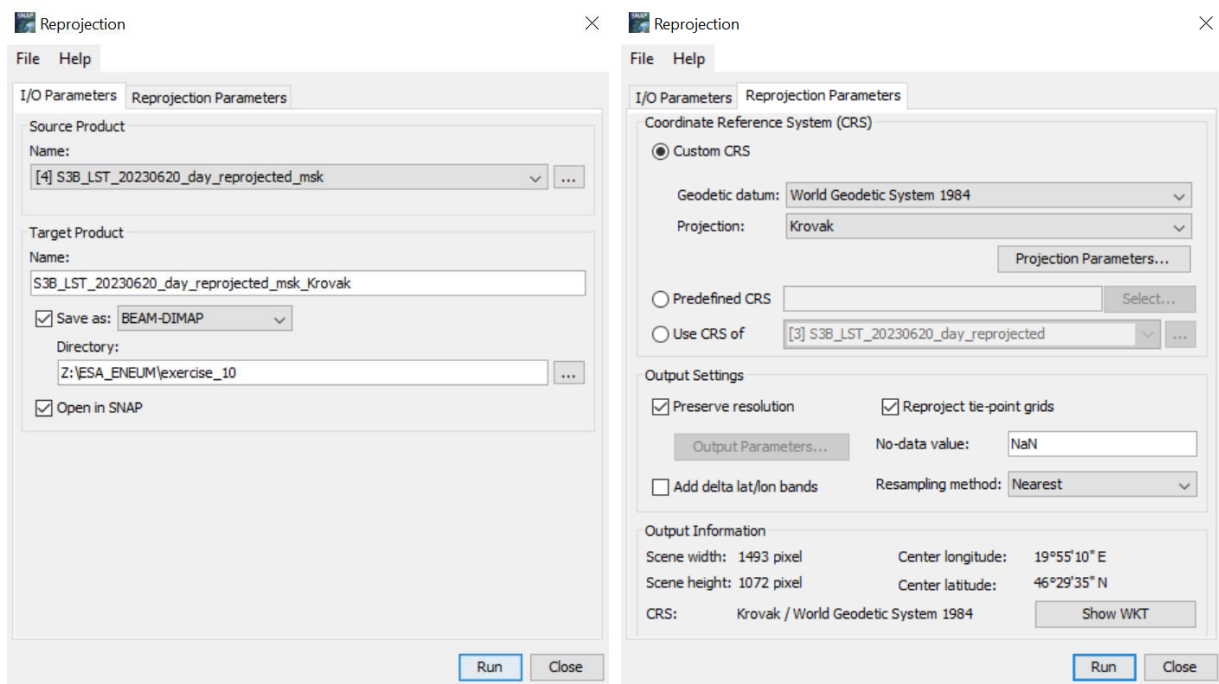 Reprojection
File Help
I/O Parameters Reprojection Parameters
Source Product
Name:
[4] S3B_LST_20230620_day_reprojected_msk
...
Target Product
Name:
S3B_LST_20230620_day_reprojected_msk_Krovak
Save as: BEAM-DIMAP
Directory:
Z:\ESA_ENEUM\exercise_10
...
Open in SNAP
Run Close
Reprojection
File Help
I/O Parameters Reprojection Parameters
Coordinate Reference System (CRS)
Custom CRS
Geodetic datum: World Geodetic System 1984
Projection: Krovak
Projection Parameters...
Predefined CRS Select...
Use CRS of [3] S3B_LST_20230620_day_reprojected ...
Output Settings
Preserve resolution Reproject tie-point grids
Output Parameters... No-data value: NaN
Add delta lat/lon bands Resampling method: Nearest
Output Information
Scene width: 1493 pixel Center longitude: 19°55'10" E
Scene height: 1072 pixel Center latitude: 46°29'35" N
CRS: Krovak / World Geodetic System 1984 Show WKT
Run Close